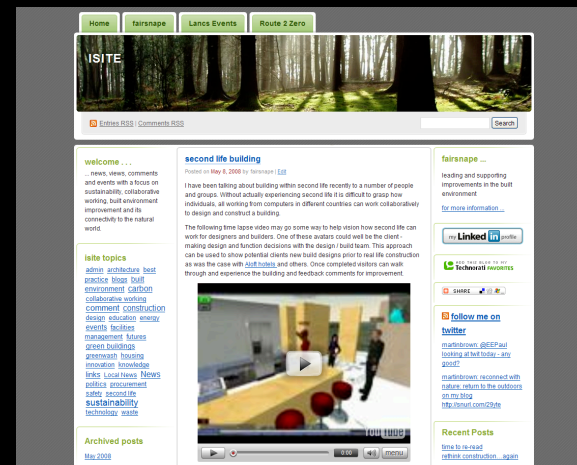 Home fairsnape Lancs Events Route 2 Zero
ISITE
Entries RSS | Comments RSS
Search
welcome . . .
... news, views, comments
and events with a focus on
sustainability, collaborative
working, built environment
improvement and its
connectivity to the natural
world.
isite topics
admin architecture best
practice blogs built
environment carbon
collaborative working
comment construction
design education energy
events facilities
management futures
green buildings
greenwash housing
innovation knowledge
links Local News News
politics procurement
safety second life
sustainability
technology waste
Archived posts
May 2008
second life building
Posted on May 8, 2008 by fairsnape | Edit
I have been talking about building within second life recently to a number of people
and groups. Without actually experiencing second life it is difficult to grasp how
individuals, all working from computers in different countries can work collaboratively
to design and construct a building.
The following time lapse video may go some way to help vision how second life can
work for designers and builders. One of these avatars could well be the client -
making design and function decisions with the design / build team. This approach
can be used to show potential clients new build designs prior to real life construction
as was the case with Aloft hotels and others. Once completed visitors can walk
through and experience the building and feedback comments for improvement.
YouTube
0:00 menu
fairsnape ...
leading and supporting
improvements in the built
environment
for more information ...
my Linked in profile
ADD THIS BLOG TO MY
Technorati FAVORITES
SHARE
follow me on
twitter
martinbrown: @EEPaul
looking at twit today - any
good?
martinbrown: reconnect with
nature: return to the outdoors
on my blog
http://snurl.com/29yte
Recent Posts
time to re-read
rethink construction...again